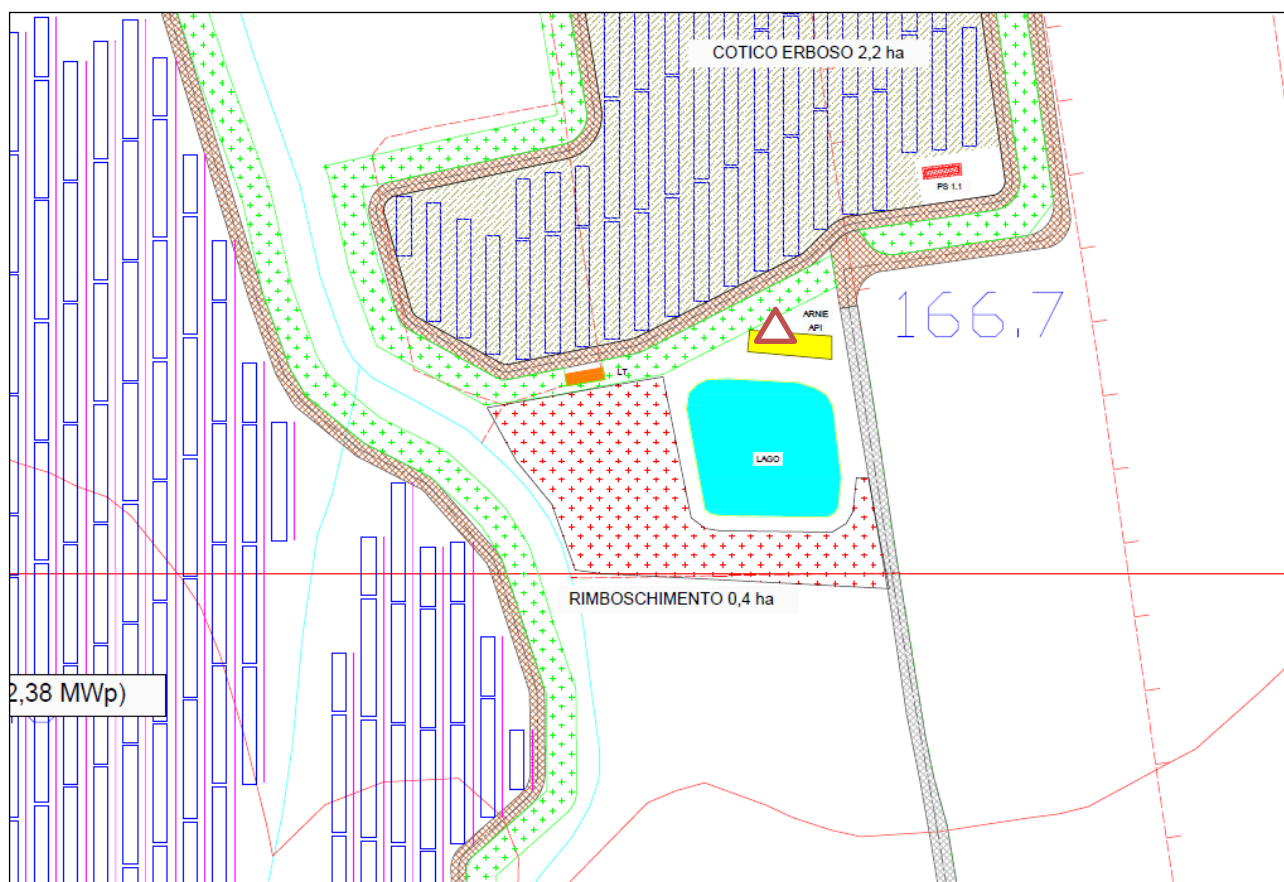 COTICO ERBOSO 2,2 ha
PS 1.1
166.7
ARNIE
API
LT
LAGO
RIMBOSCHIMENTO 0,4 ha
2,38 MWp)